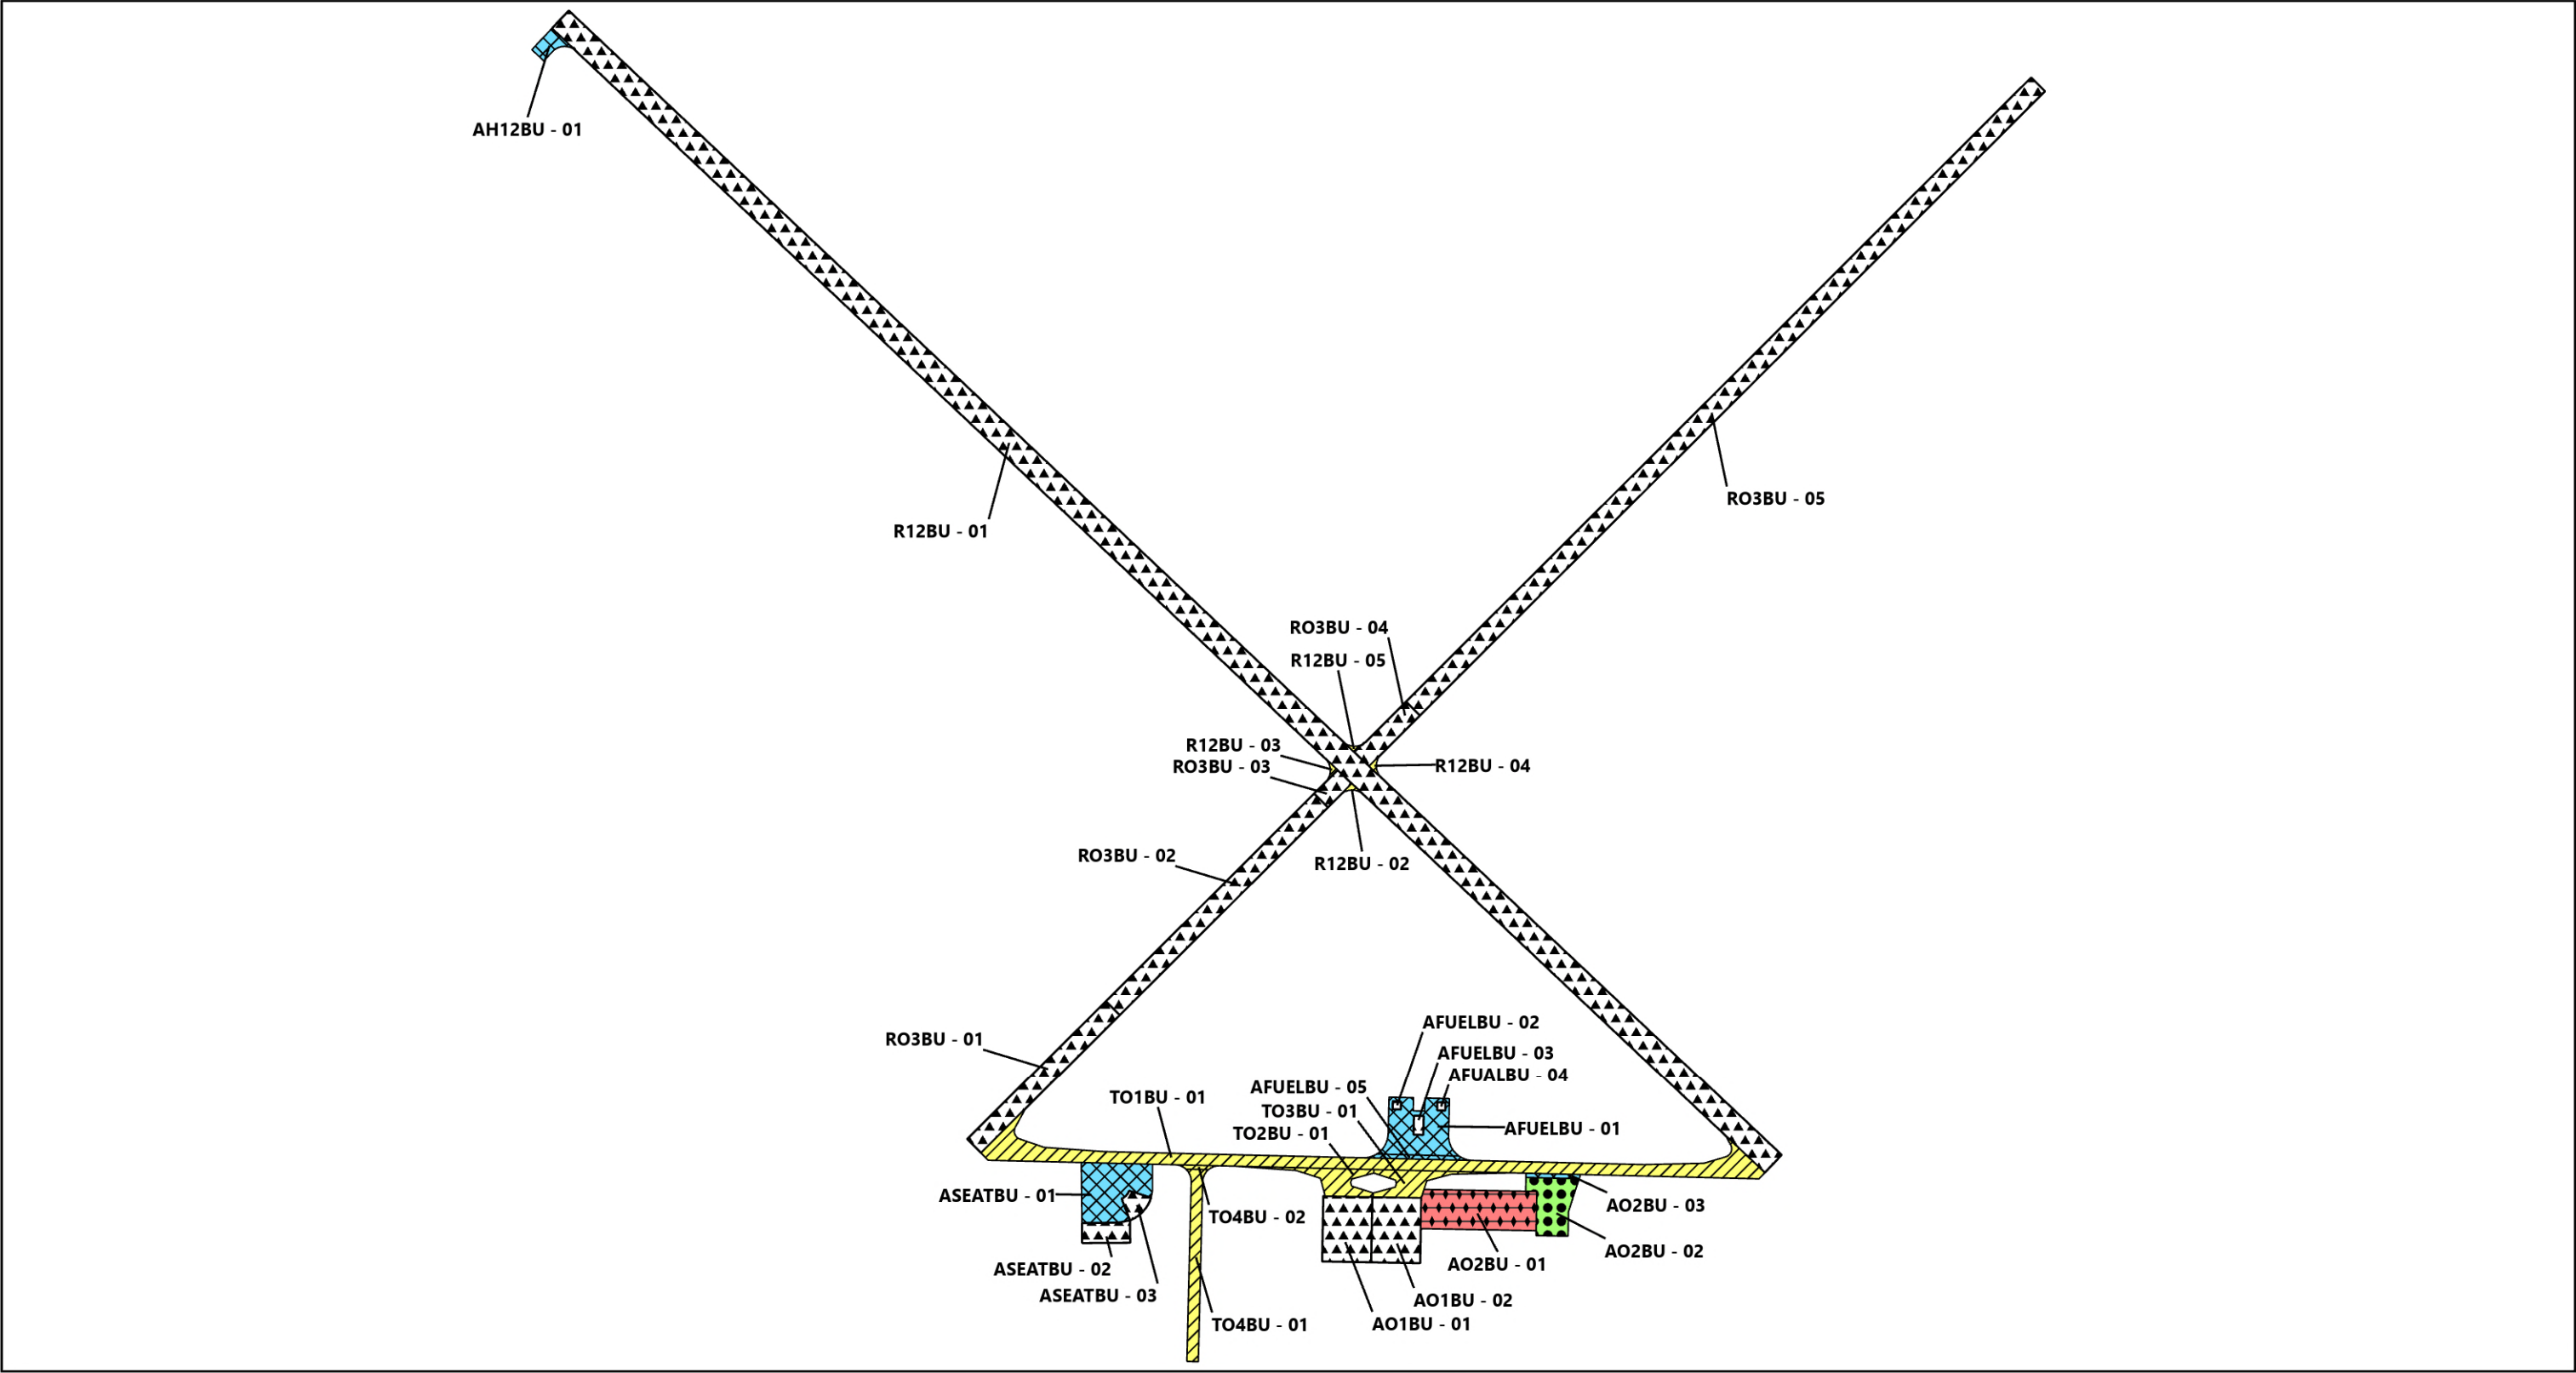 AH12BU - 01
RO3BU - 05
R12BU - 01
RO3BU - 04
R12BU - 05
R12BU - 03
RO3BU - 03
R12BU - 04
RO3BU - 02
R12BU - 02
AFUELBU - 02
RO3BU - 01
AFUELBU - 03
AFUALBU - 04
AFUELBU - 05
TO1BU - 01
TO3BU - 01
TO2BU - 01
AFUELBU - 01
ASEATBU - 01
AO2BU - 03
TO4BU - 02
AO2BU - 02
AO2BU - 01
ASEATBU - 02
ASEATBU - 03
AO1BU - 02
AO1BU - 01
TO4BU - 01